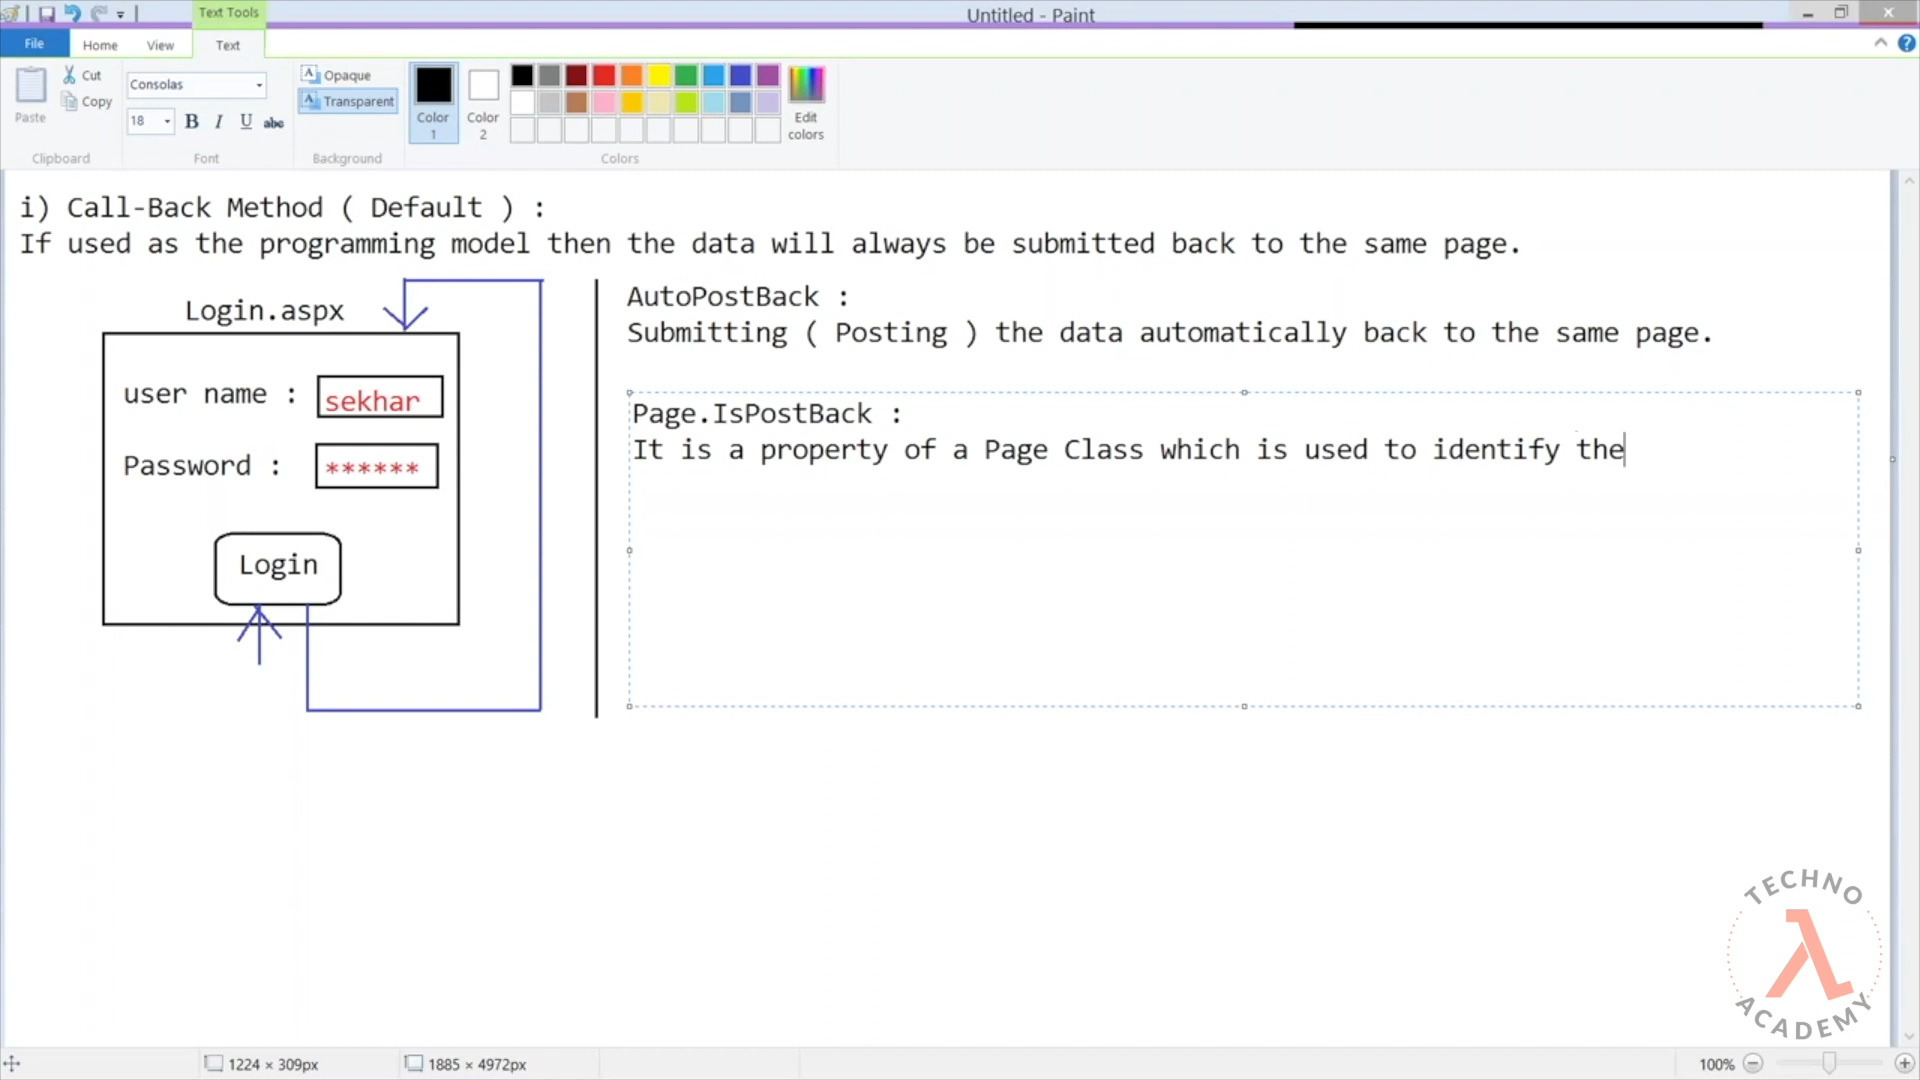 Text Tools
Untitled - Paint
File
Home
View
Text
Paste
Cut
Copy
Clipboard
Consolas
18
B I U abc
Font
Opaque
Transparent
Background
Color 1
Color 2
Edit colors
Colors
i) Call-Back Method ( Default ) :
If used as the programming model then the data will always be submitted back to the same page.
Login.aspx
user name : sekhar
Password : ******
Login
AutoPostBack :
Submitting ( Posting ) the data automatically back to the same page.
Page.IsPostBack :
It is a property of a Page Class which is used to identify the
TECHNO
ACADEMY
1224 × 309px
1885 × 4972px
100%